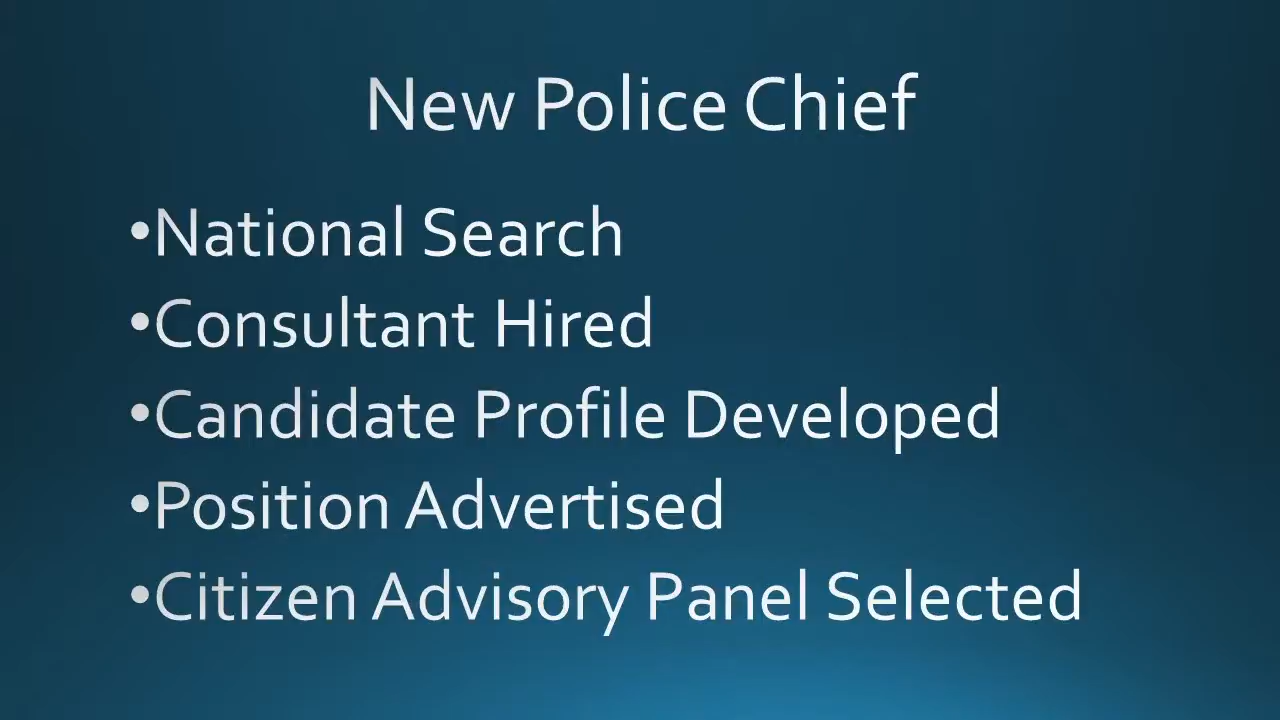 New Police Chief
•National Search
•Consultant Hired
•Candidate Profile Developed
•Position Advertised
•Citizen Advisory Panel Selected